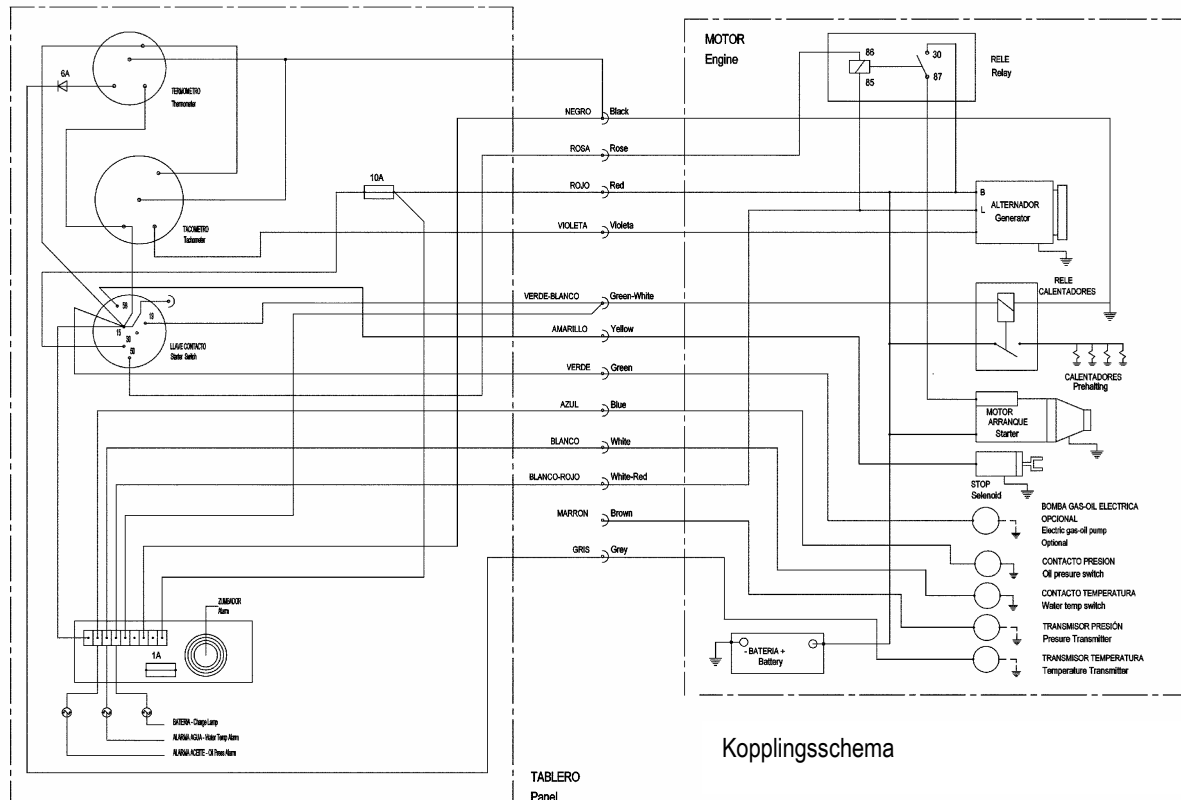 6A
TERMOMETRO
Thermometer
TACOMETRO
Tachometer
10A
LLAVE CONTACTO
Starter Switch
15
30
50
NEGRO Black
ROSA Rose
ROJO Red
VIOLETA Violeta
VERDE-BLANCO Green-White
AMARILLO Yellow
VERDE Green
AZUL Blue
BLANCO White
BLANCO-ROJO White-Red
MARRON Brown
GRIS Grey
ZUMBADOR
Alarm
1A
BATERIA - Charge Lamp
ALARMA AGUA - Water Temp Alarm
ALARMA ACEITE - Oil Press Alarm
TABLERO
Panel
MOTOR
Engine
86
30
85
87
RELE
Relay
B
L
ALTERNADOR
Generator
RELE
CALENTADORES
CALENTADORES
Prehalting
MOTOR
ARRANQUE
Starter
STOP
Selenoid
BOMBA GAS-OIL ELECTRICA
OPCIONAL
Electric gas-oil pump
Optional
CONTACTO PRESION
Oil presure switch
CONTACTO TEMPERATURA
Water temp switch
TRANSMISOR PRESIÓN
Presure Transmitter
TRANSMISOR TEMPERATURA
Temperature Transmitter
- BATERIA +
Battery
Kopplingsschema